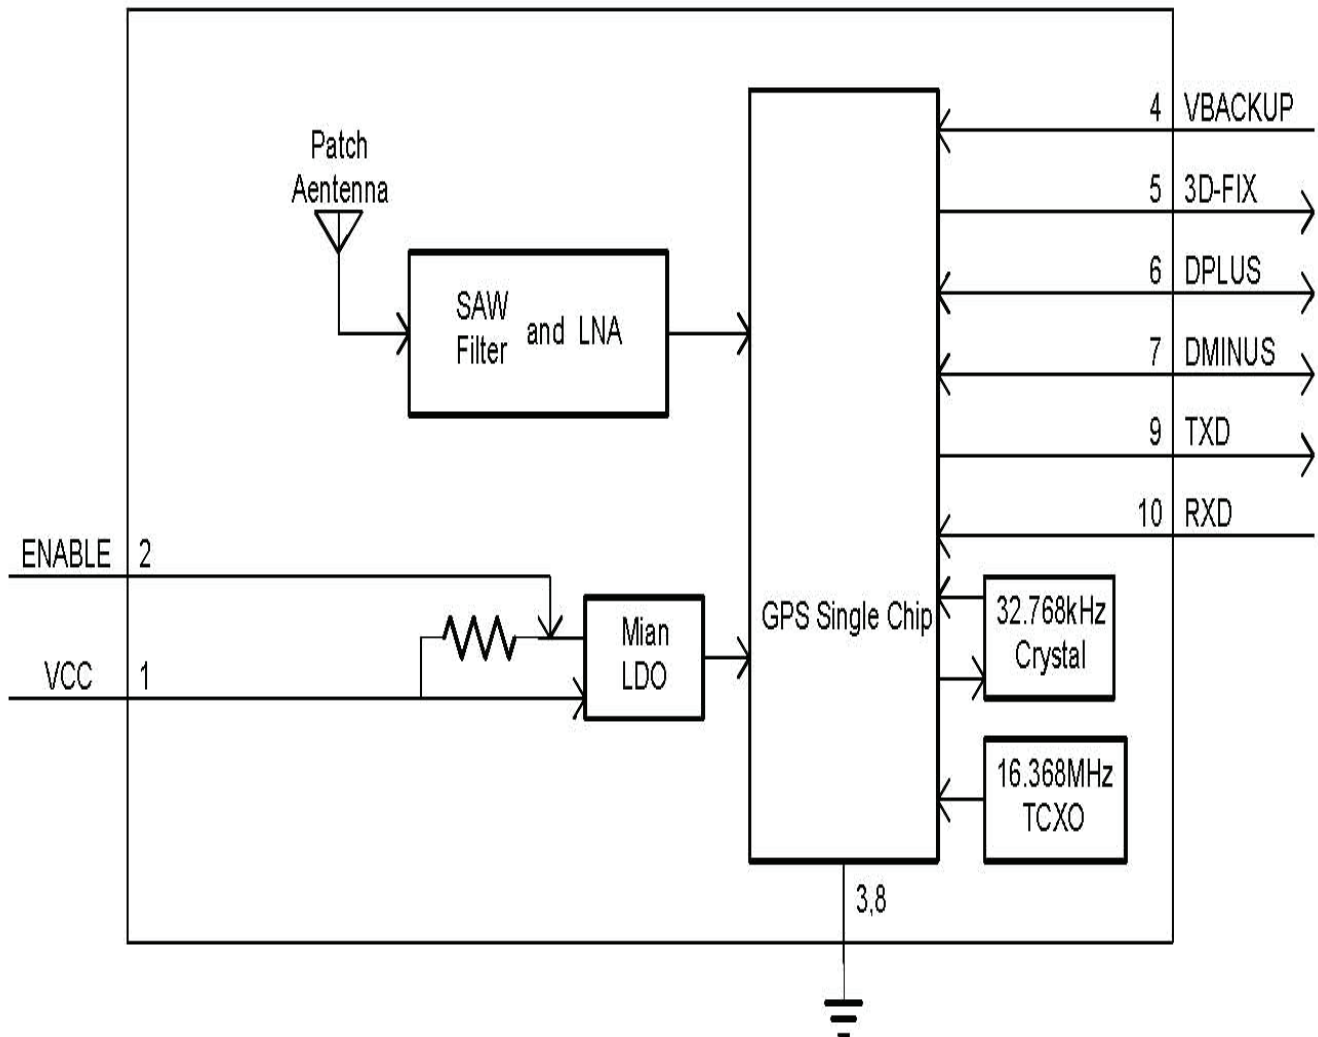 Patch
Aentenna
SAW
Filter
and LNA
4 VBACKUP
5 3D-FIX
6 DPLUS
7 DMINUS
9 TXD
10 RXD
ENABLE 2
VCC 1
Mian
LDO
GPS Single Chip
32.768kHz
Crystal
16.368MHz
TCXO
3,8